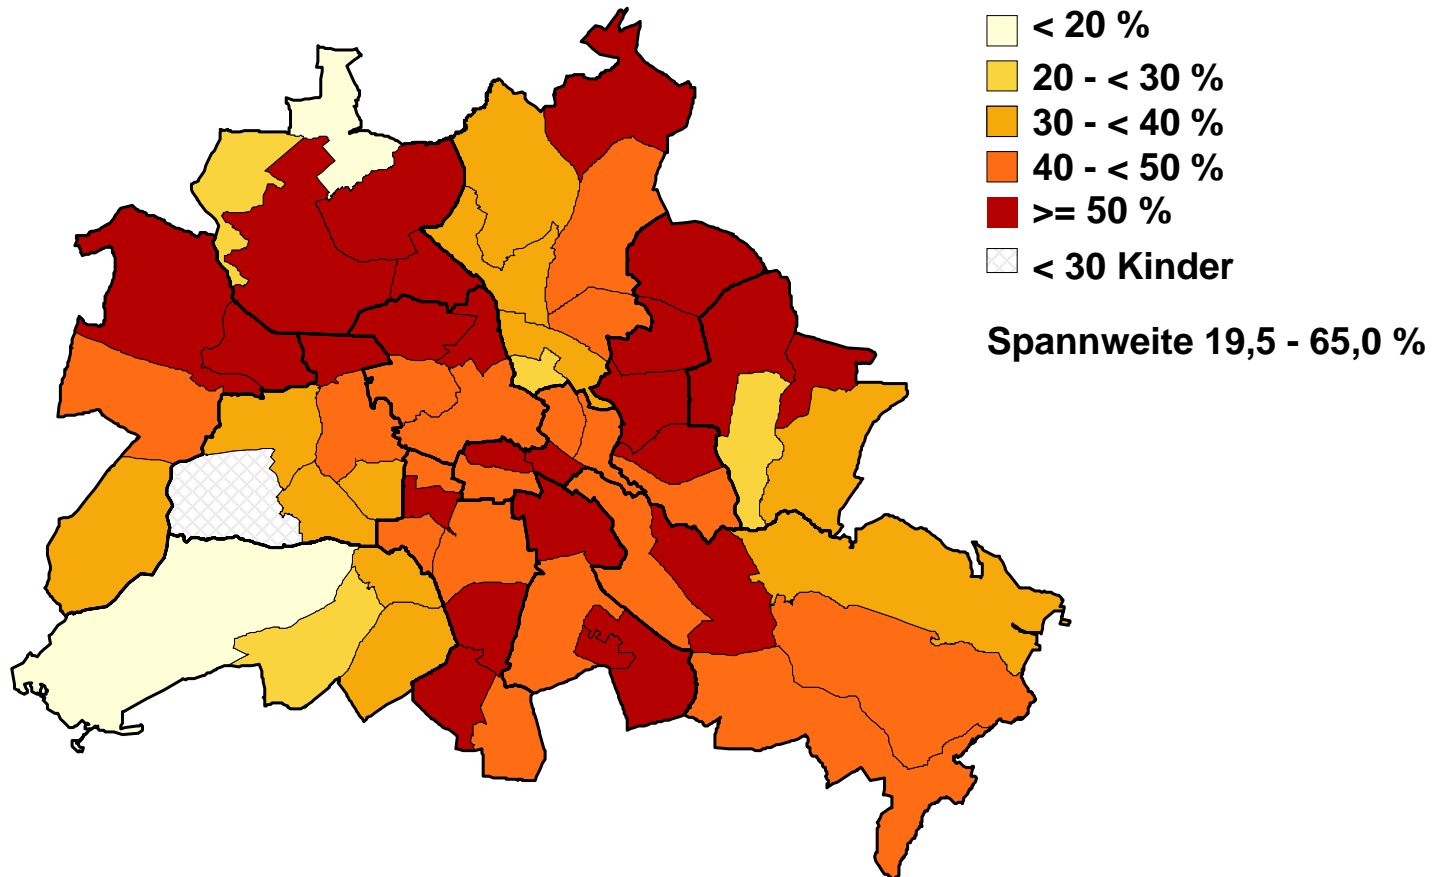 < 20 %
20 - < 30 %
30 - < 40 %
40 - < 50 %
>= 50 %
< 30 Kinder
Spannweite 19,5 - 65,0 %